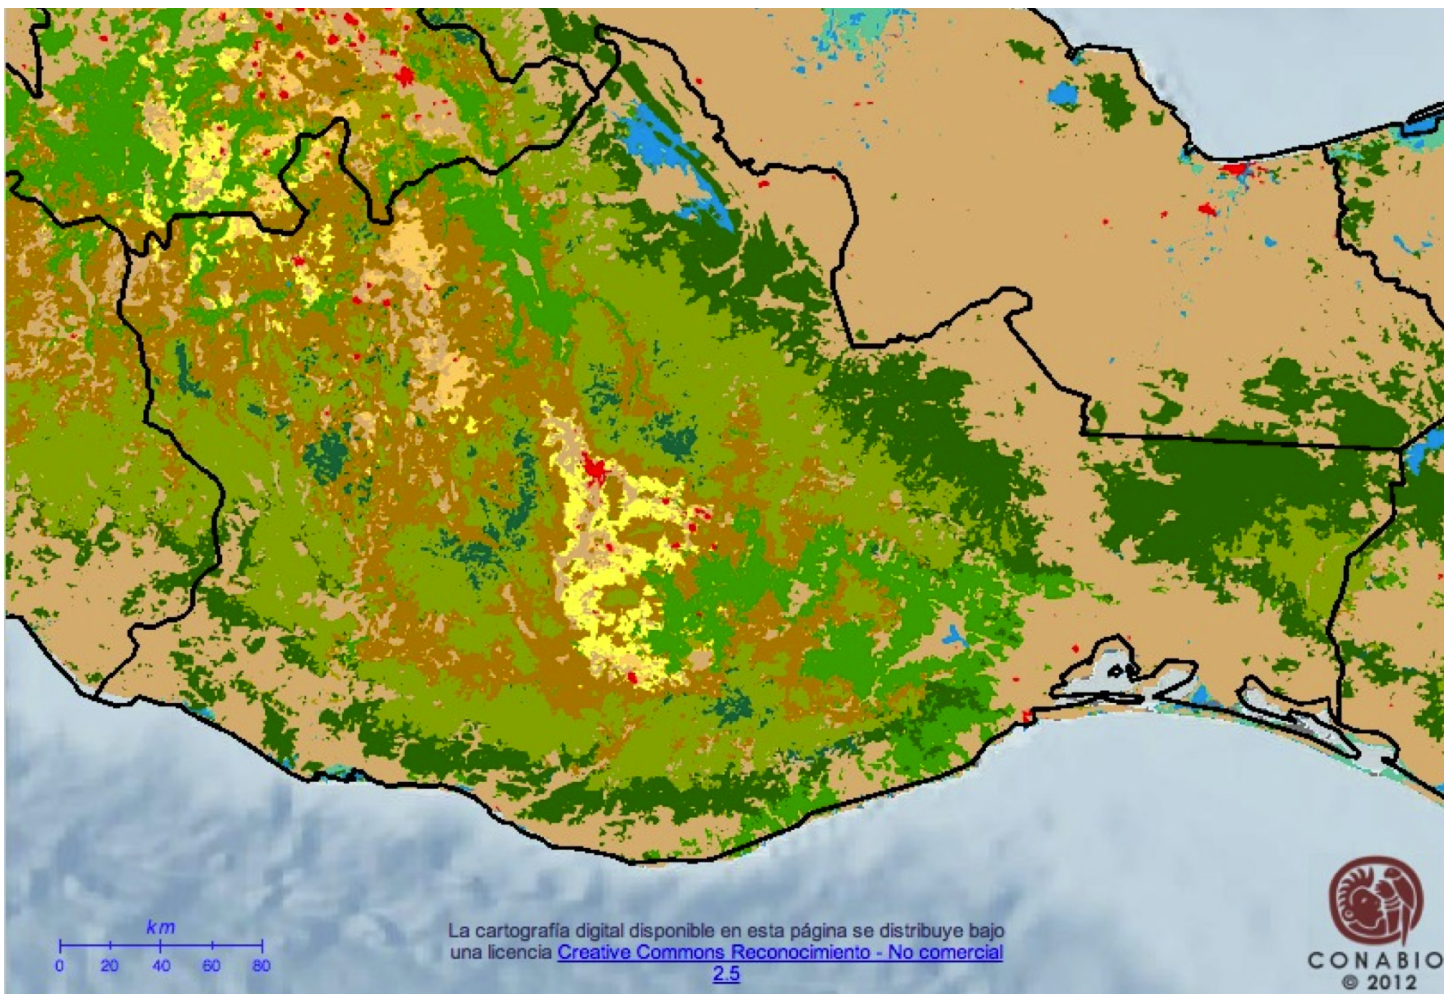 km
0 20 40 60 80
La cartografía digital disponible en esta página se distribuye bajo
una licencia Creative Commons Reconocimiento - No comercial
2.5
CONABIO
© 2012